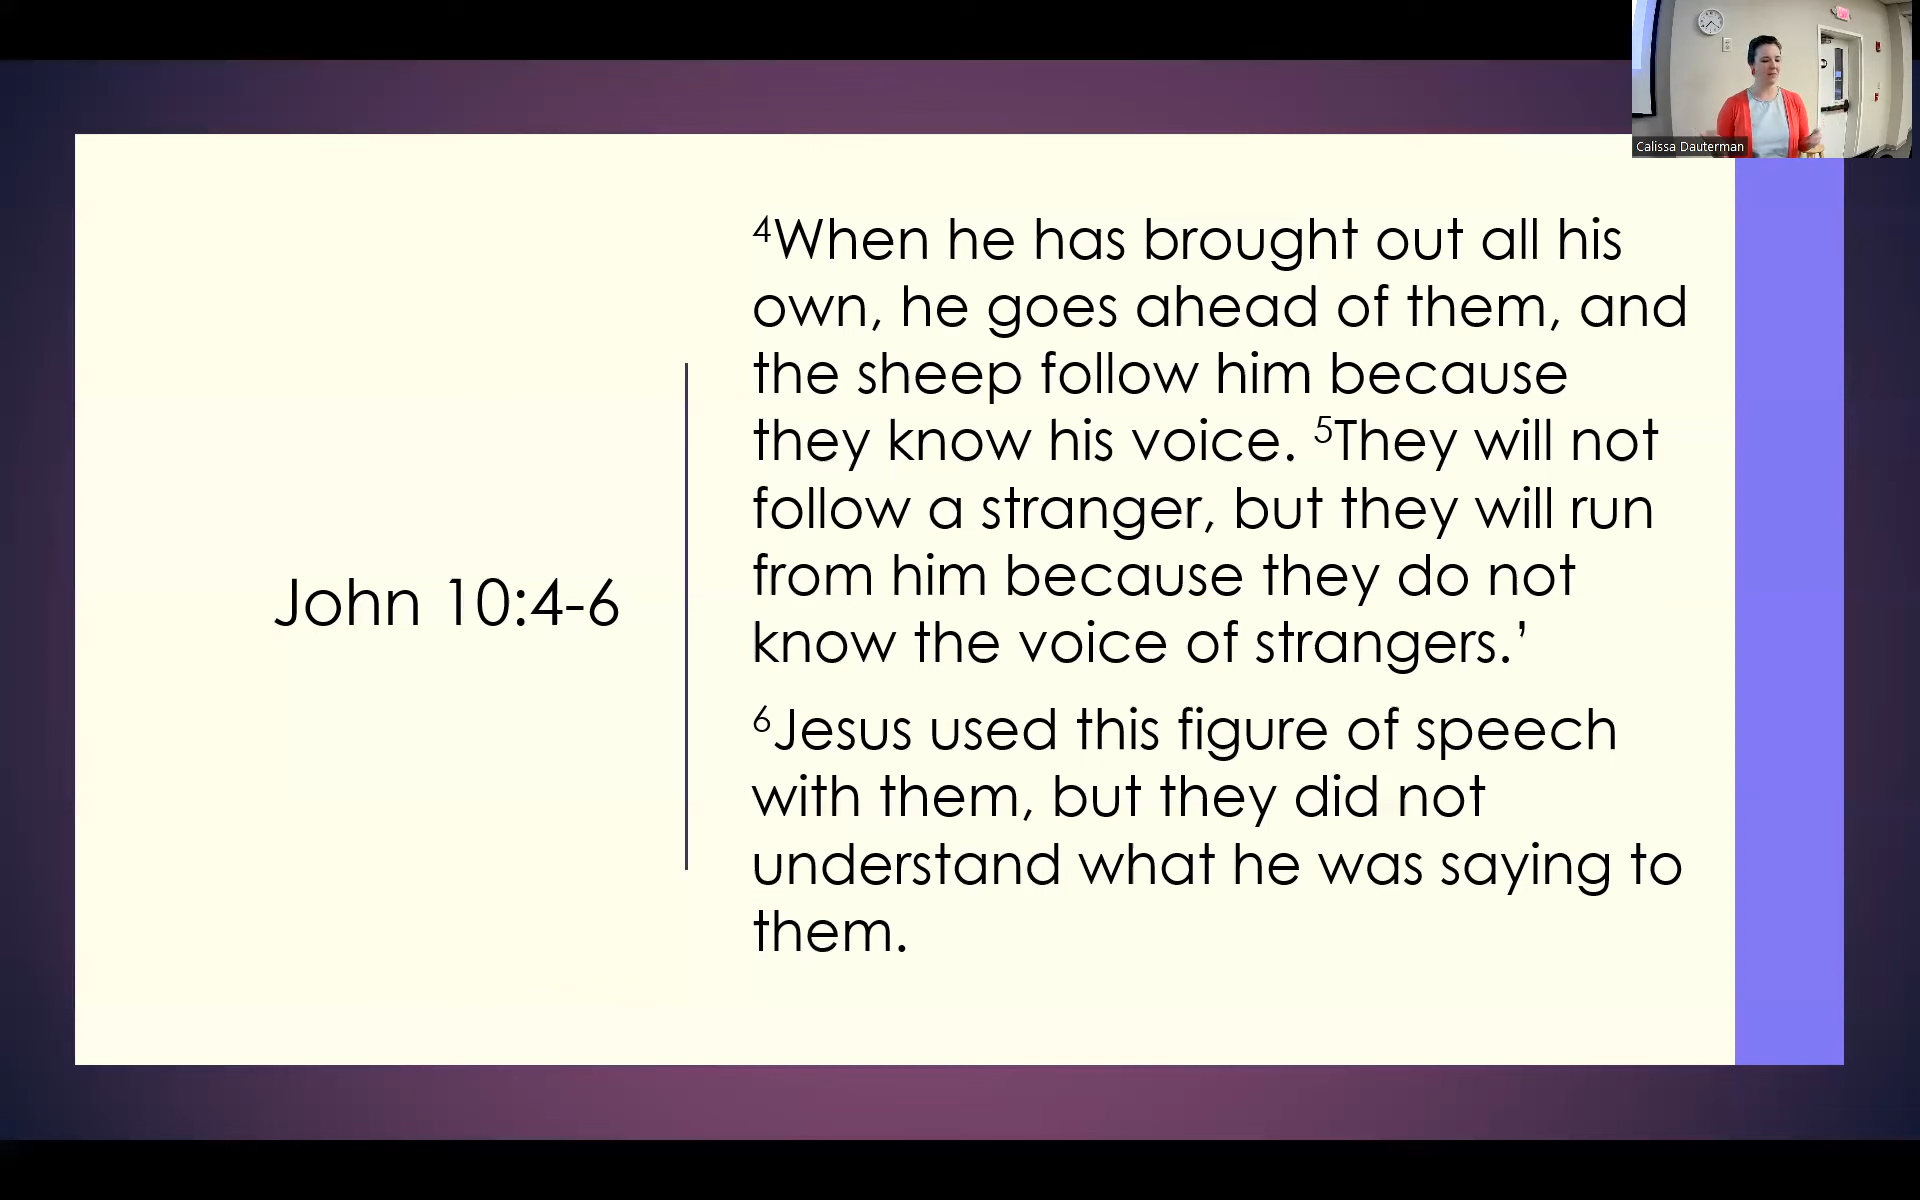 Calissa Dauterman
John 10:4-6
⁴When he has brought out all his
own, he goes ahead of them, and
the sheep follow him because
they know his voice. ⁵They will not
follow a stranger, but they will run
from him because they do not
know the voice of strangers.’
⁶Jesus used this figure of speech
with them, but they did not
understand what he was saying to
them.